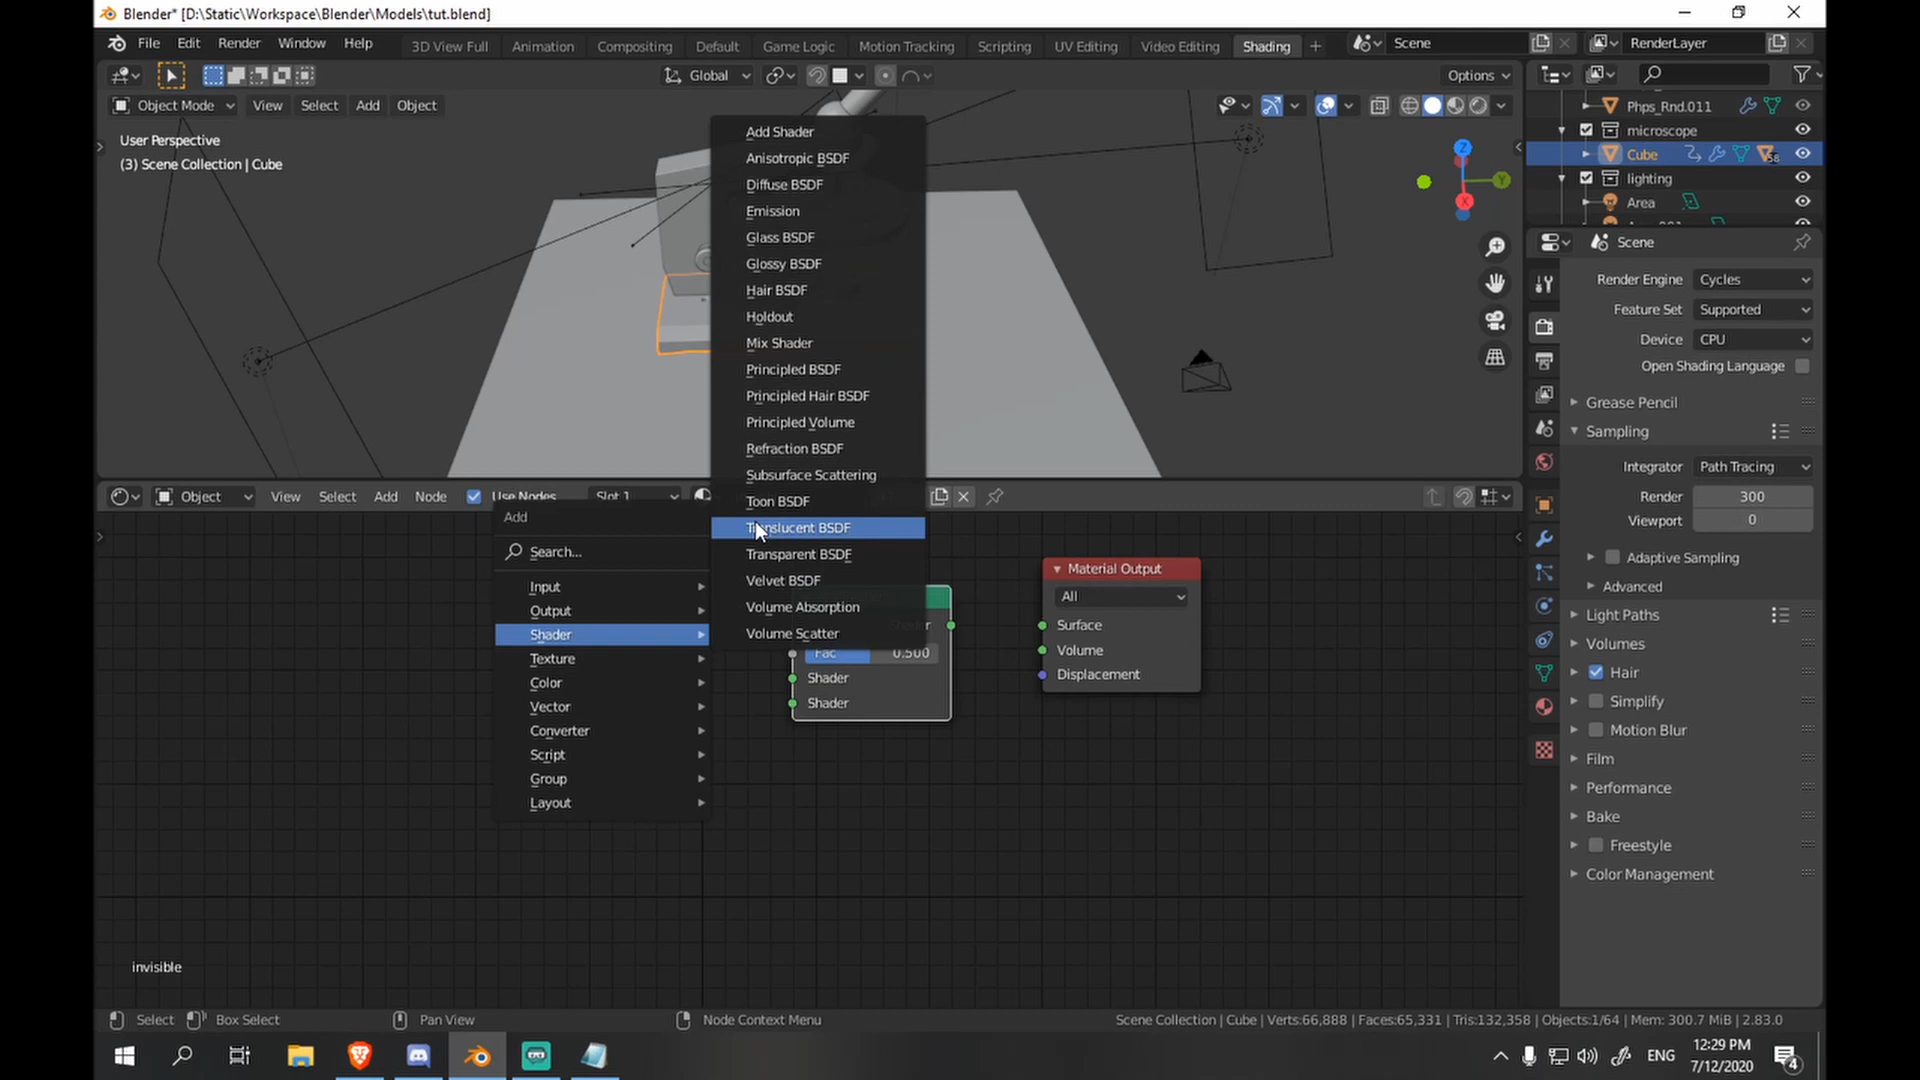 Blender* [D:\Static\Workspace\Blender\Models\tut.blend]
File Edit Render Window Help 3D View Full Animation Compositing Default Game Logic Motion Tracking Scripting UV Editing Video Editing Shading + Scene RenderLayer
Global Options
Object Mode View Select Add Object
User Perspective
(3) Scene Collection | Cube
Phps_Rnd.011
microscope
Cube 58
lighting
Area
Z
Y
X
Add Shader
Anisotropic BSDF
Diffuse BSDF
Emission
Glass BSDF
Glossy BSDF
Hair BSDF
Holdout
Mix Shader
Principled BSDF
Principled Hair BSDF
Principled Volume
Refraction BSDF
Subsurface Scattering
Toon BSDF
Translucent BSDF
Transparent BSDF
Velvet BSDF
Volume Absorption
Volume Scatter
Scene
Render Engine Cycles
Feature Set Supported
Device CPU
Open Shading Language
Grease Pencil
Sampling
Integrator Path Tracing
Render 300
Viewport 0
Adaptive Sampling
Advanced
Light Paths
Volumes
Hair
Simplify
Motion Blur
Film
Performance
Bake
Freestyle
Color Management
Object View Select Add Node Use Nodes Slot 1
Add
Search...
Input
Output
Shader
Texture
Color
Vector
Converter
Script
Group
Layout
Fac 0.500
Shader
Shader
Material Output
All
Surface
Volume
Displacement
invisible
Select Box Select Pan View Node Context Menu Scene Collection | Cube | Verts:66,888 | Faces:65,331 | Tris:132,358 | Objects:1/64 | Mem: 300.7 MiB | 2.83.0
ENG
12:29 PM
7/12/2020
4